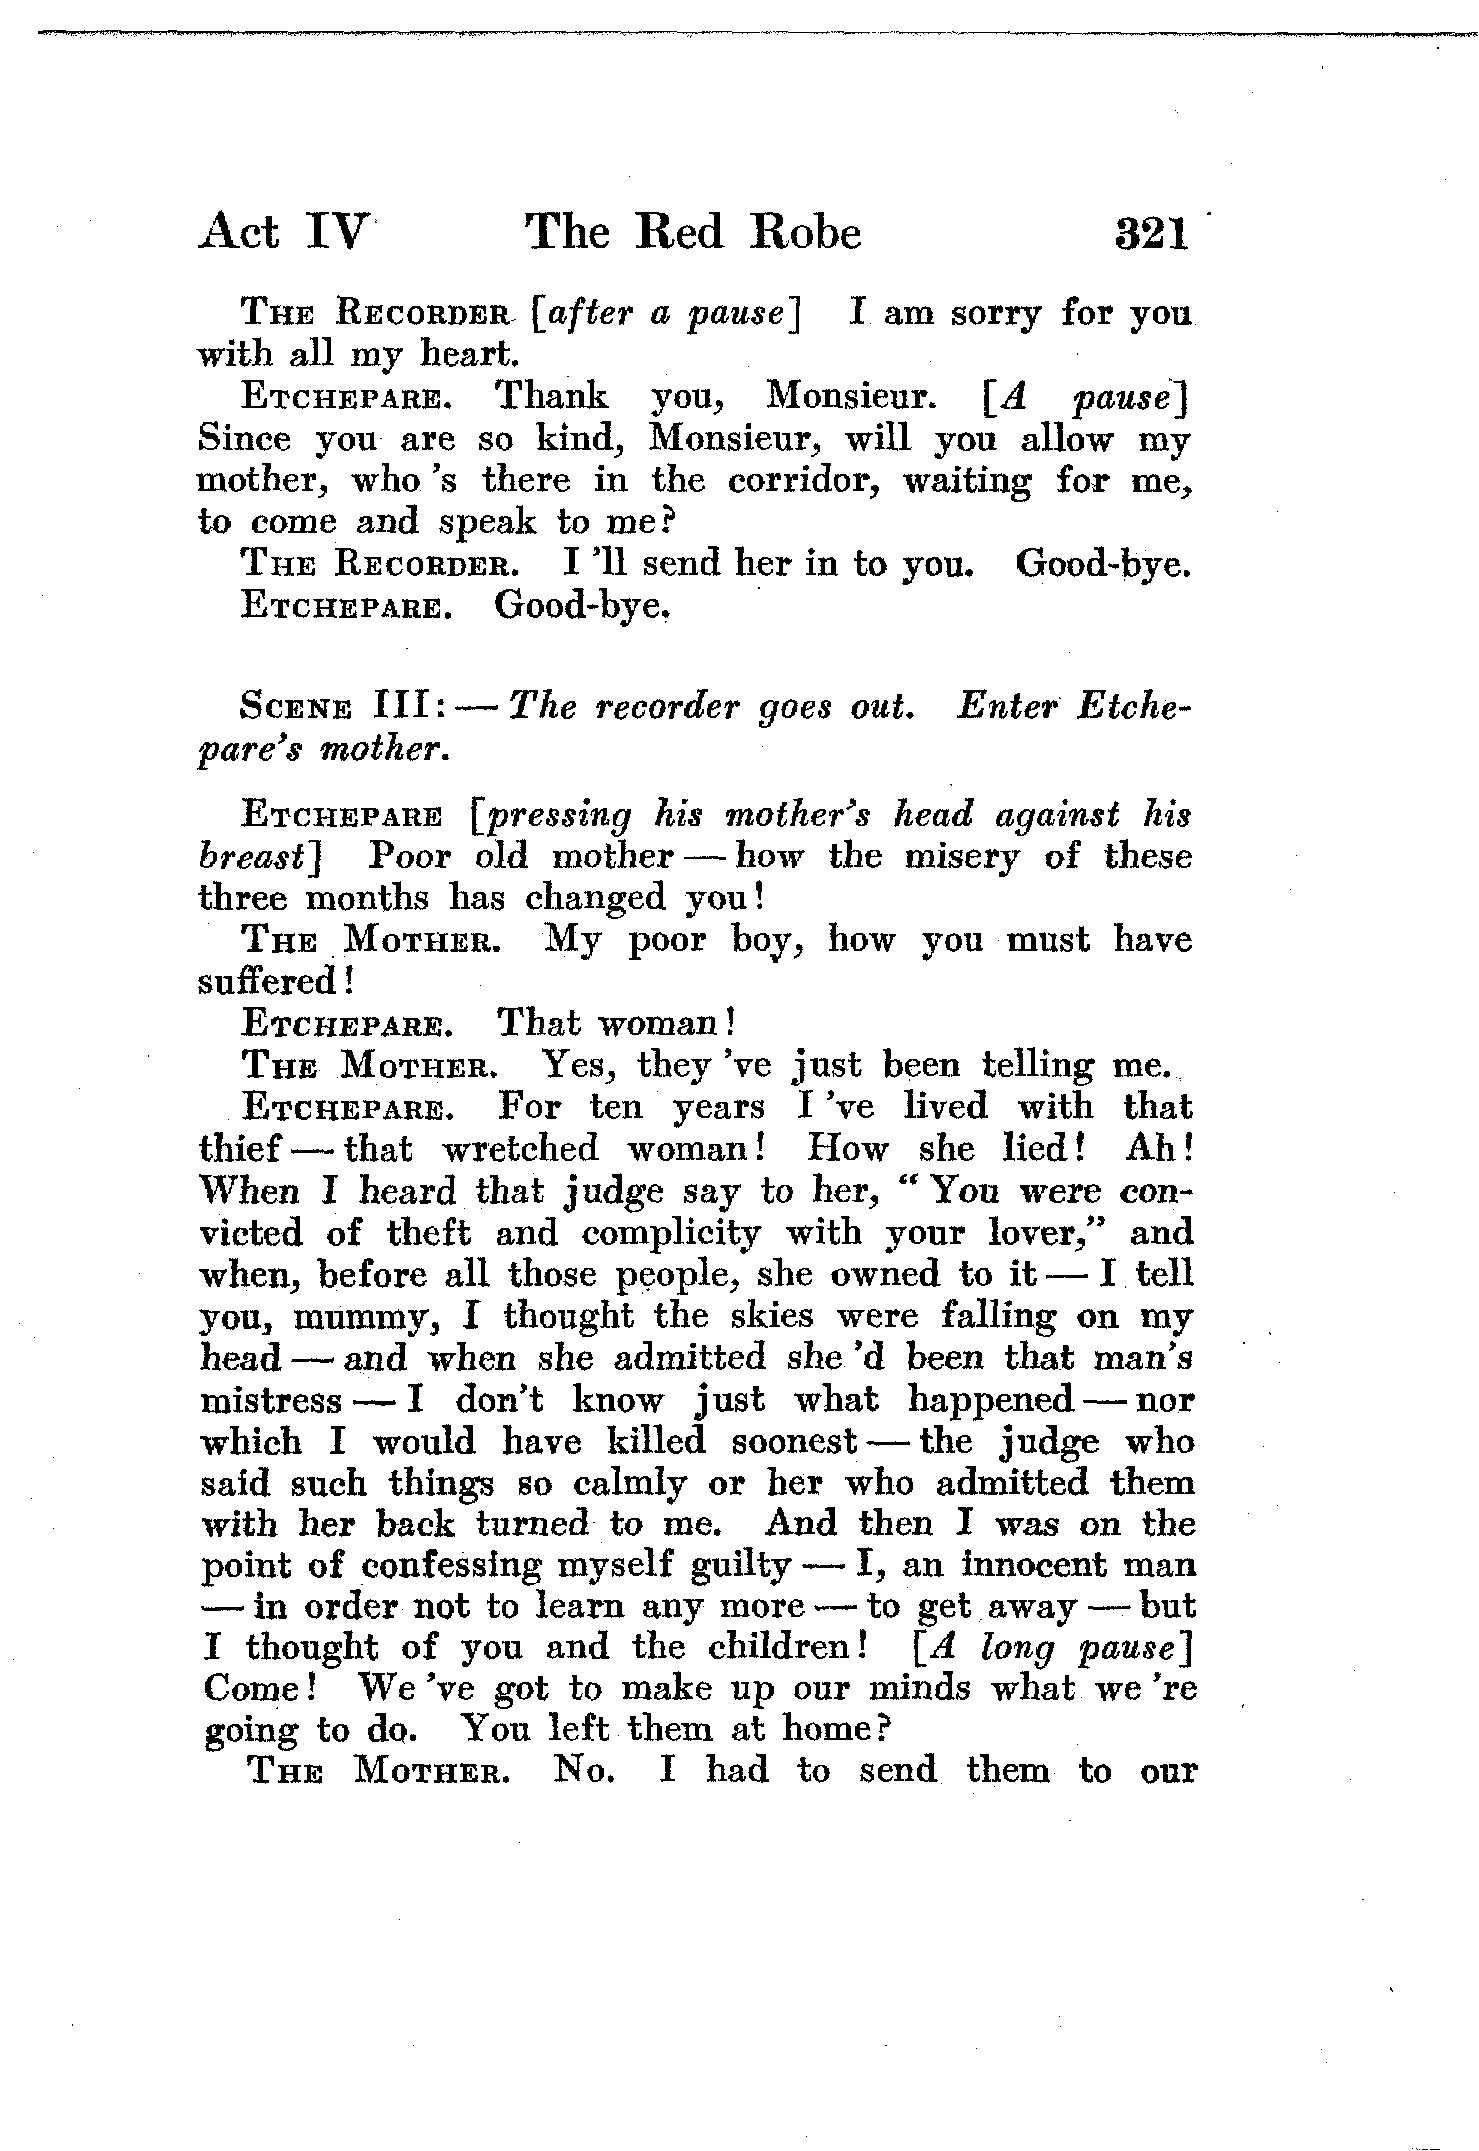 Act IV The Red Robe 321
THE RECORDER [after a pause] I am sorry for you
with all my heart.
ETCHEPARE. Thank you, Monsieur. [A pause]
Since you are so kind, Monsieur, will you allow my
mother, who 's there in the corridor, waiting for me,
to come and speak to me?
THE RECORDER. I 'll send her in to you. Good-bye.
ETCHEPARE. Good-bye.
SCENE III: — The recorder goes out. Enter Etche-
pare's mother.
ETCHEPARE [pressing his mother's head against his
breast] Poor old mother — how the misery of these
three months has changed you!
THE MOTHER. My poor boy, how you must have
suffered!
ETCHEPARE. That woman!
THE MOTHER. Yes, they 've just been telling me.
ETCHEPARE. For ten years I 've lived with that
thief — that wretched woman! How she lied! Ah!
When I heard that judge say to her, "You were con-
victed of theft and complicity with your lover," and
when, before all those people, she owned to it — I tell
you, mummy, I thought the skies were falling on my
head — and when she admitted she 'd been that man's
mistress — I don't know just what happened — nor
which I would have killed soonest — the judge who
said such things so calmly or her who admitted them
with her back turned to me. And then I was on the
point of confessing myself guilty — I, an innocent man
— in order not to learn any more — to get away — but
I thought of you and the children! [A long pause]
Come! We 've got to make up our minds what we 're
going to do. You left them at home?
THE MOTHER. No. I had to send them to our